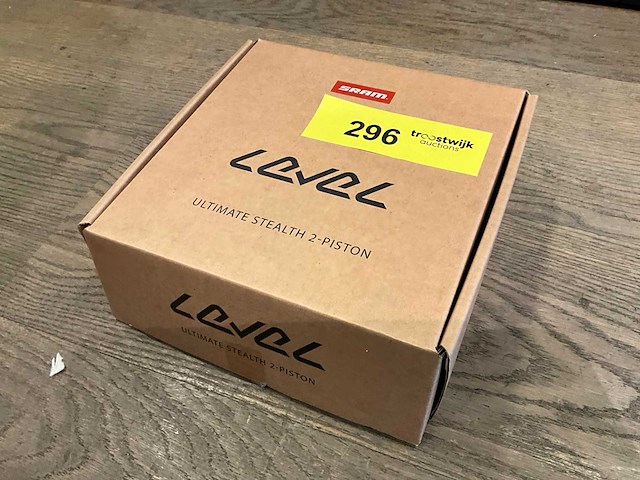 SRAM
296 troostwijk
auctions
LEVEL
ULTIMATE STEALTH 2-PISTON
LEVEL
ULTIMATE STEALTH 2-PISTON